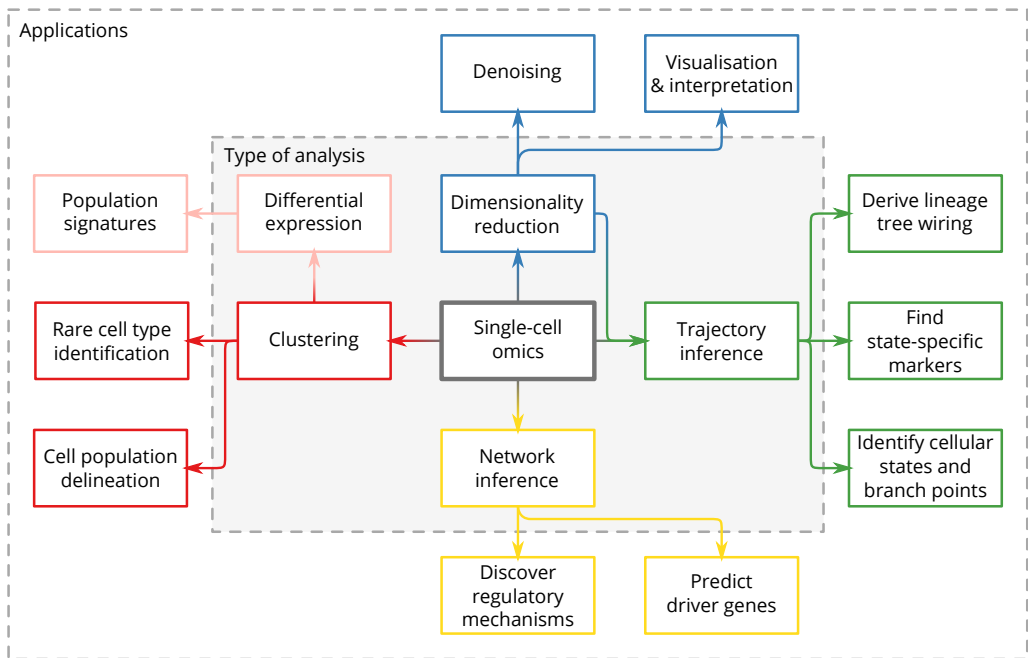 Applications
Denoising
Visualisation
& interpretation
Type of analysis
Population
signatures
Differential
expression
Dimensionality
reduction
Derive lineage
tree wiring
Rare cell type
identification
Clustering
Single-cell
omics
Trajectory
inference
Find
state-specific
markers
Cell population
delineation
Network
inference
Identify cellular
states and
branch points
Discover
regulatory
mechanisms
Predict
driver genes